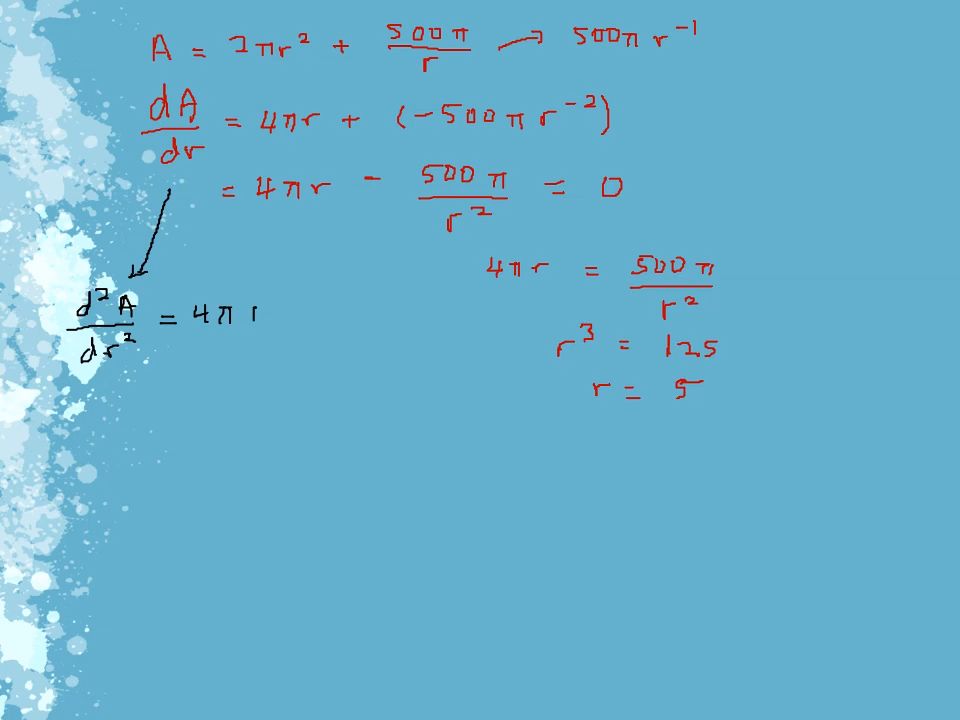 A = 2πr² + 500π/r → 500πr⁻¹
dA/dr = 4πr + (-500πr⁻²)
= 4πr - 500π/r² = 0
4πr = 500π/r²
d²A/dr² = 4π
r³ = 125
r = 5